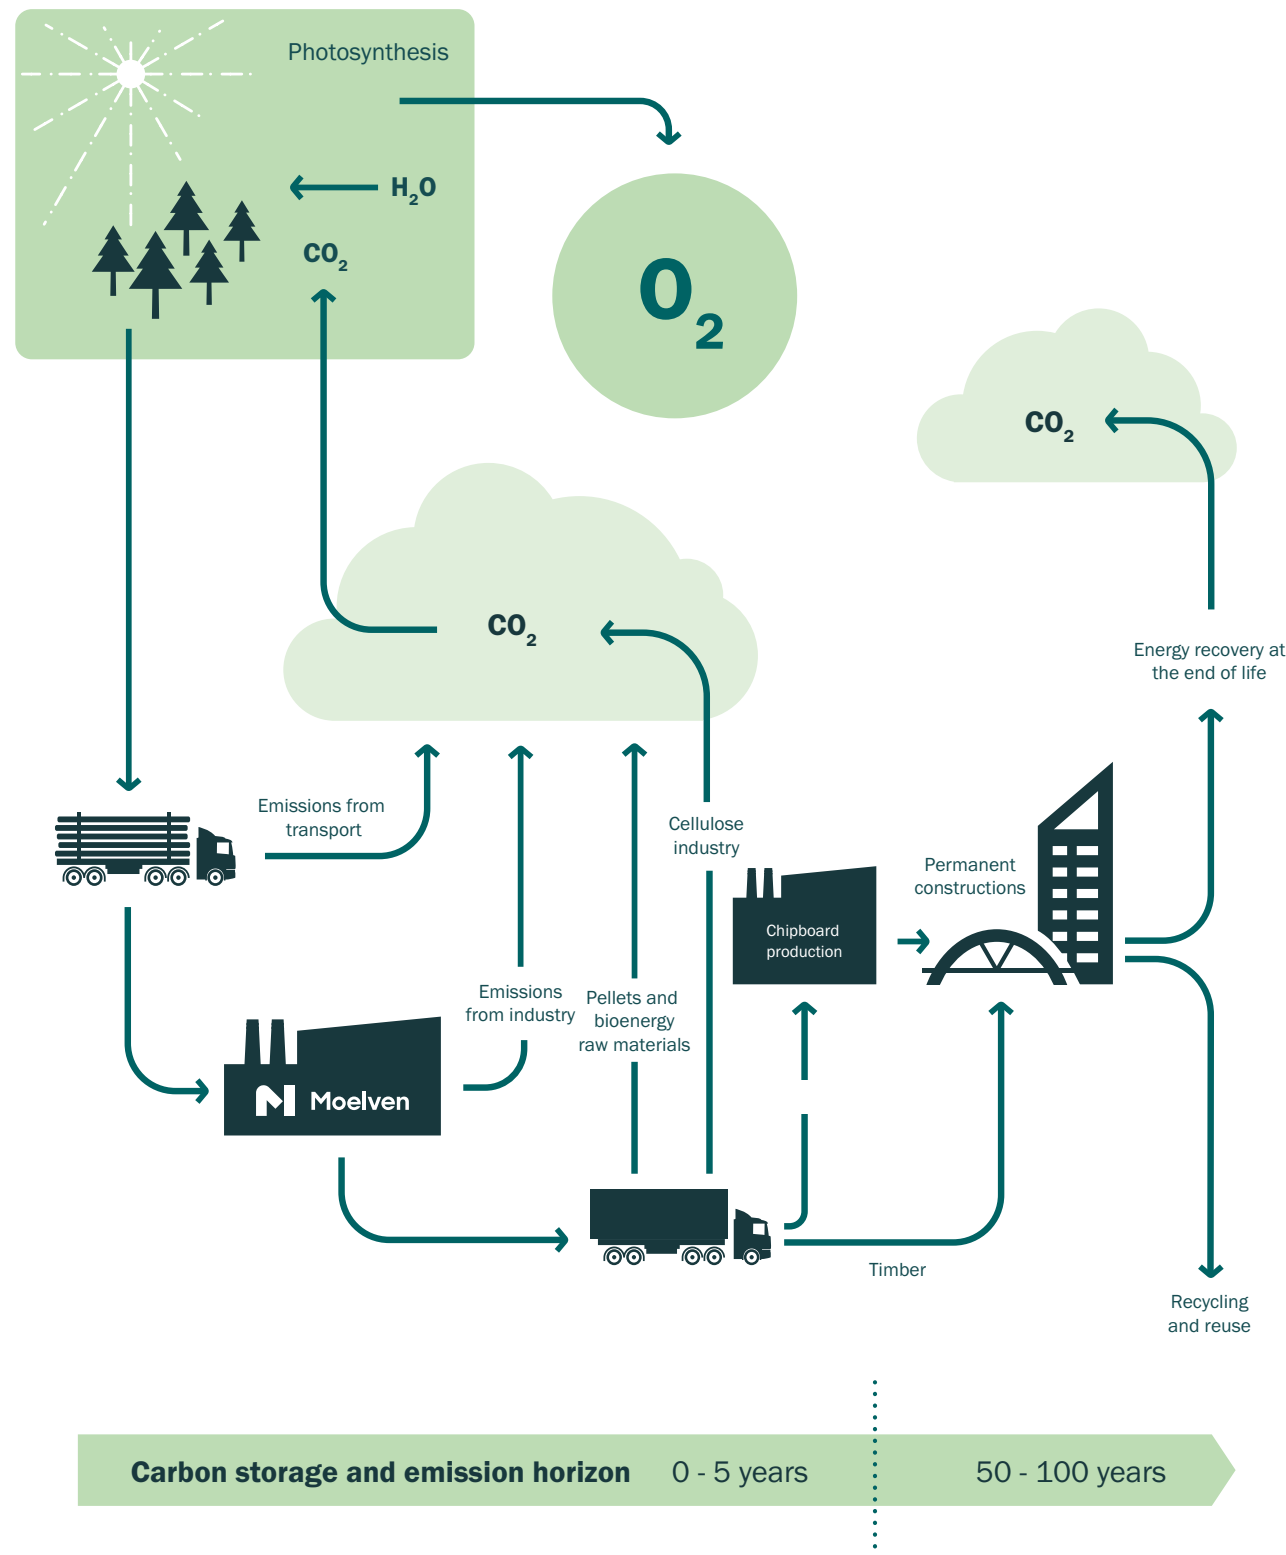 Photosynthesis
H2O
CO2
O2
CO2
CO2
Energy recovery at
the end of life
Emissions from
transport
Cellulose
industry
Permanent
constructions
Chipboard
production
Emissions
from industry
Pellets and
bioenergy
raw materials
Moelven
Timber
Recycling
and reuse
Carbon storage and emission horizon 0 - 5 years 50 - 100 years